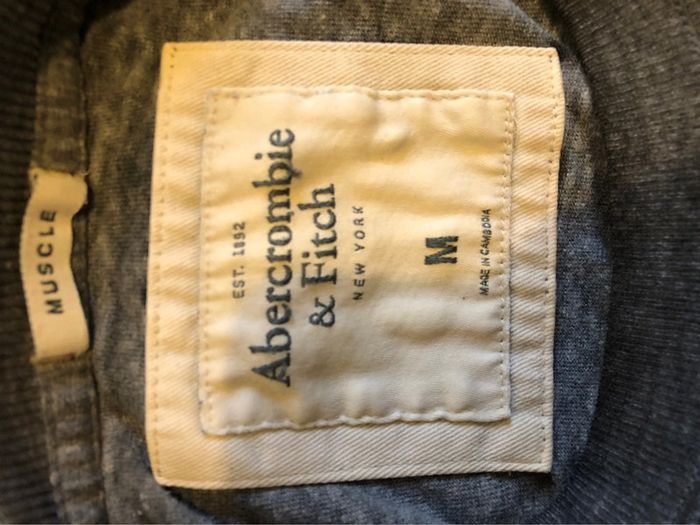 MUSCLE
EST. 1892
Abercrombie
& Fitch
NEW YORK
M
MADE IN CAMBODIA